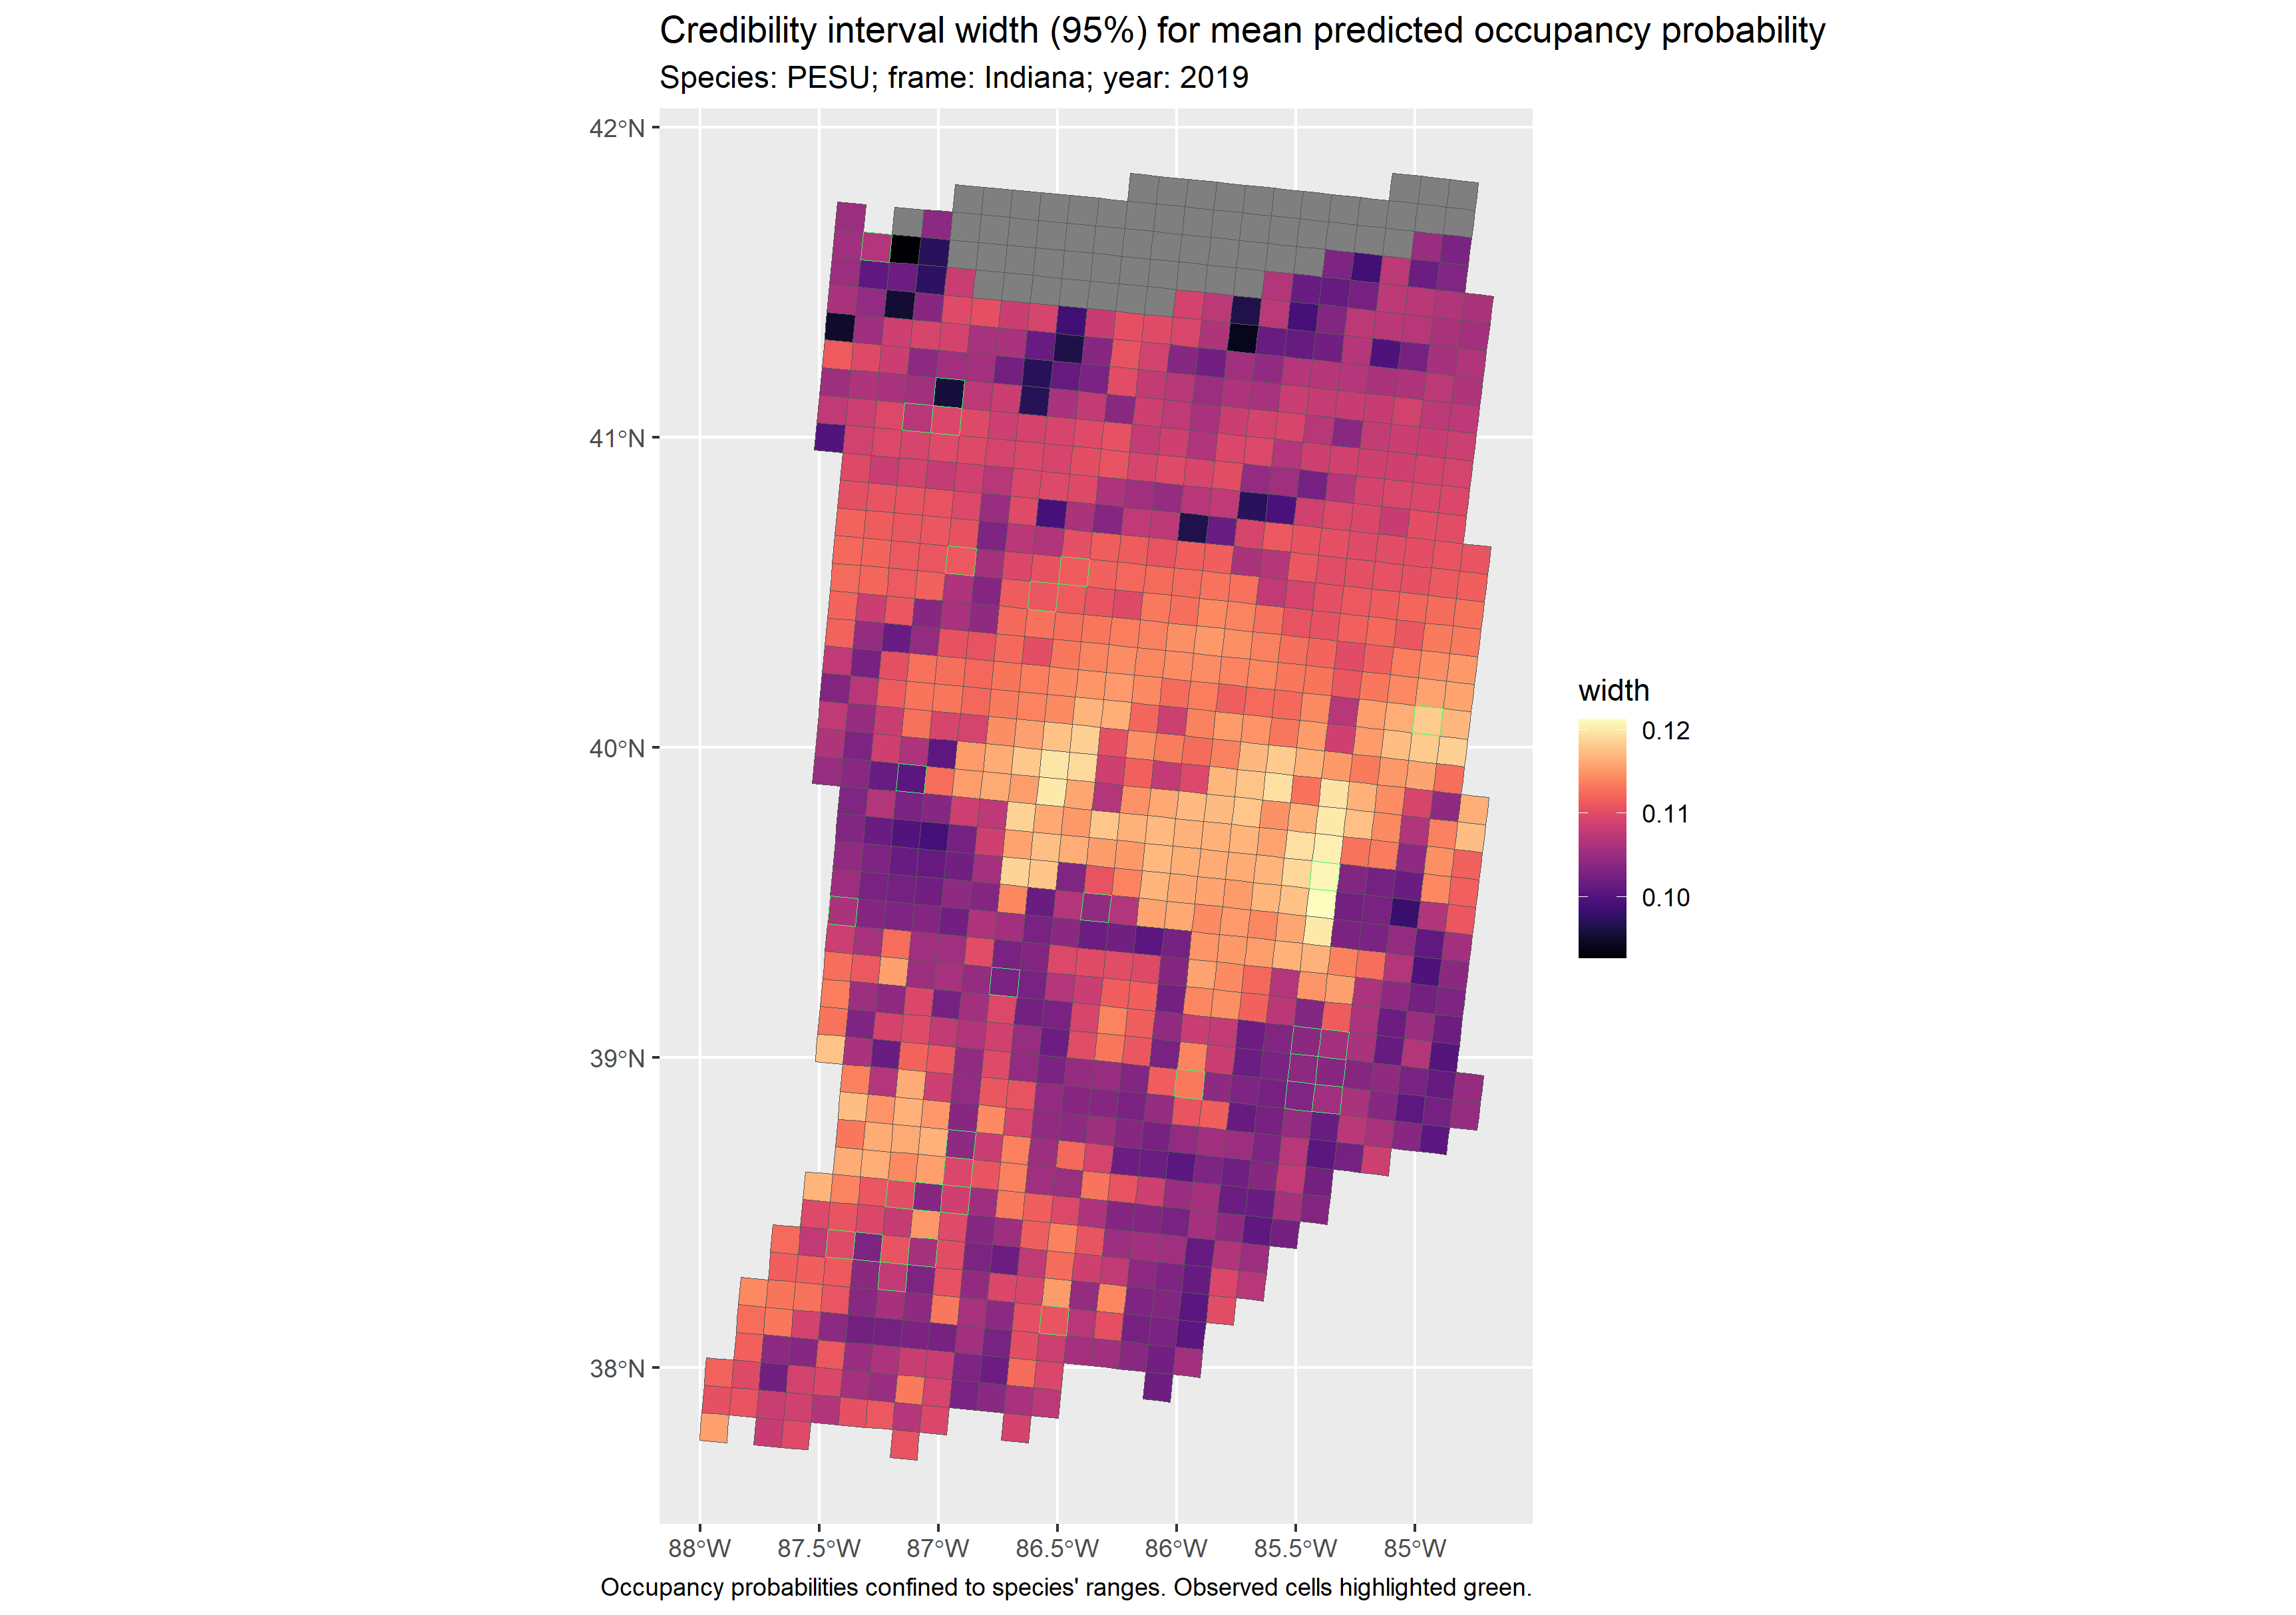 Credibility interval width (95%) for mean predicted occupancy probability
Species: PESU; frame: Indiana; year: 2019
42°N
41°N
40°N
39°N
38°N
88°W 87.5°W 87°W 86.5°W 86°W 85.5°W 85°W
width
0.12
0.11
0.10
Occupancy probabilities confined to species' ranges. Observed cells highlighted green.